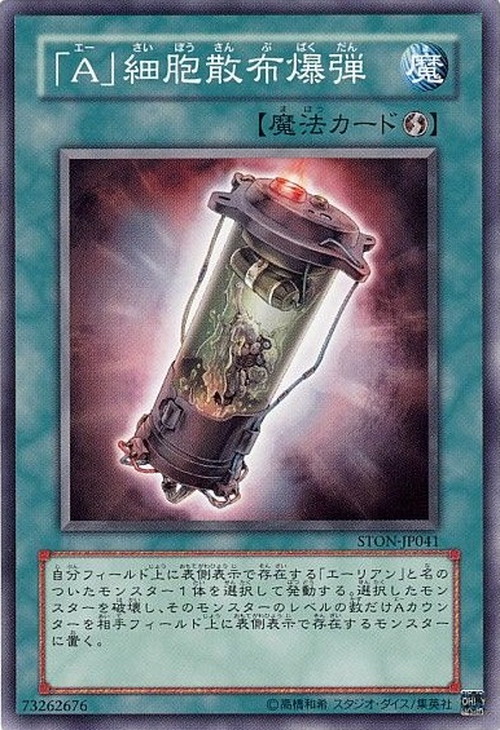 「A」細胞散布爆弾
魔
【魔法カード】
STON-JP041
自分フィールド上に表側表示で存在する「エーリアン」と名の
ついたモンスター1体を選択して発動する。選択したモン
スターを破壊し、そのモンスターのレベルの数だけAカウン
ターを相手フィールド上に表側表示で存在するモンスター
に置く。
73262676
©高橋和希 スタジオ・ダイス/集英社